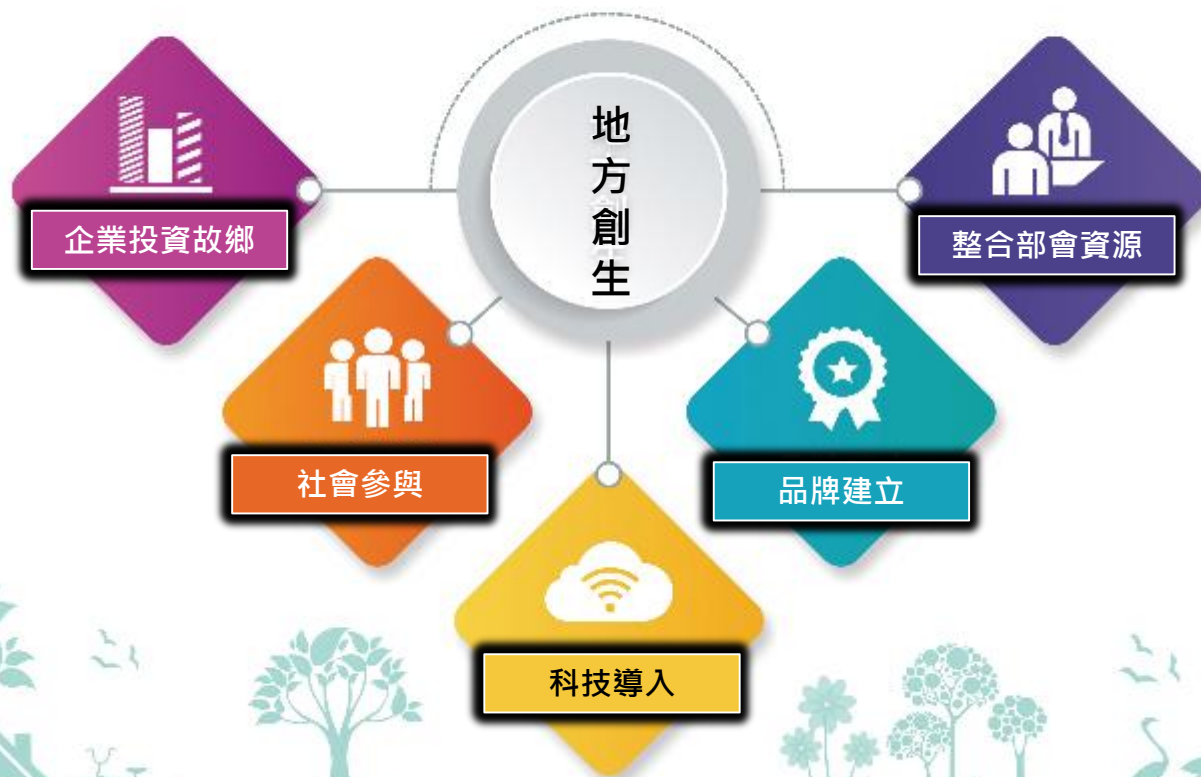 地方創生
企業投資故鄉
整合部會資源
社會參與
品牌建立
科技導入